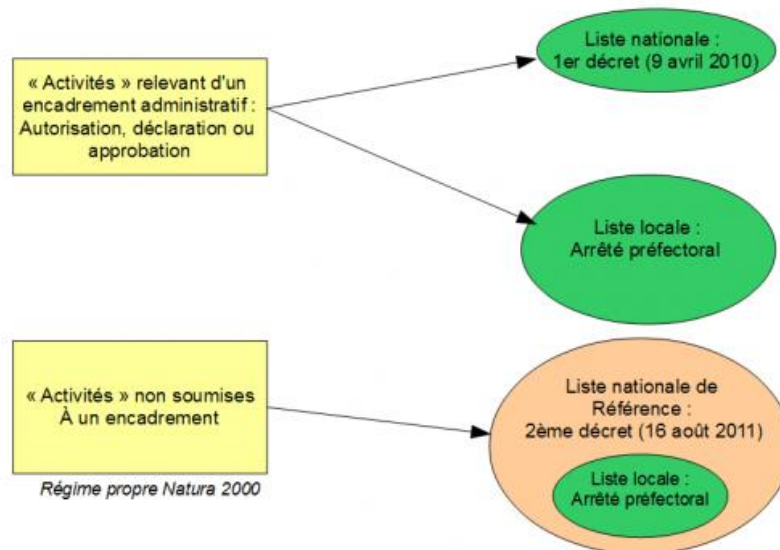 « Activités » relevant d'un
encadrement administratif :
Autorisation, déclaration ou
approbation
Liste nationale :
1er décret (9 avril 2010)
Liste locale :
Arrêté préfectoral
« Activités » non soumises
À un encadrement
Régime propre Natura 2000
Liste nationale de
Référence :
2ème décret (16 août 2011)
Liste locale :
Arrêté préfectoral